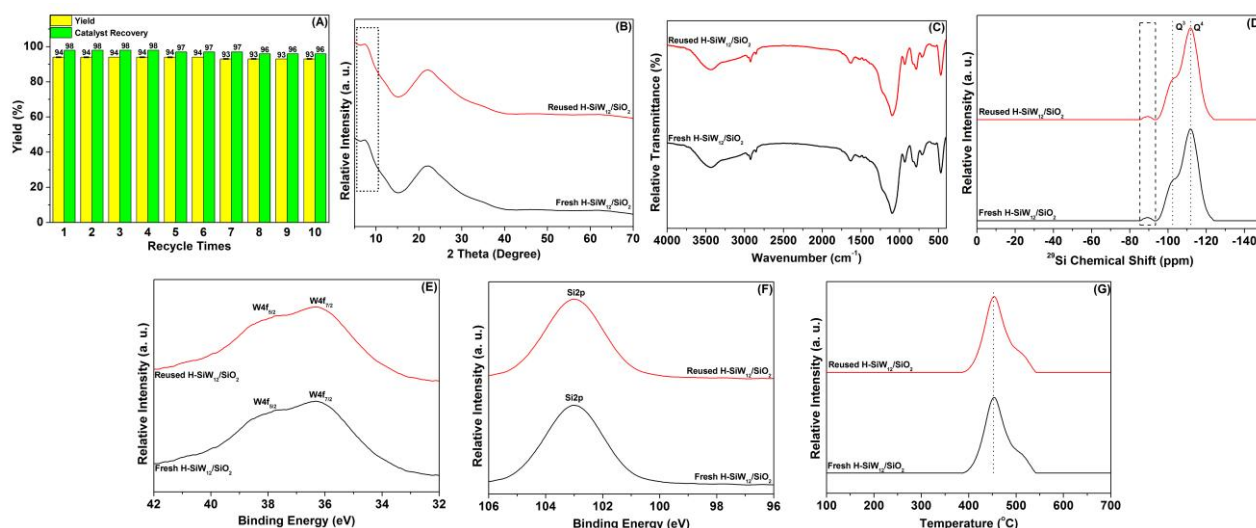 (A)
Yield
Catalyst Recovery
94 98 94 98 94 98 94 98 94 97 94 97 93 97 93 96 93 96 93 96
100
80
60
40
20
0
Yield (%)
1 2 3 4 5 6 7 8 9 10
Recycle Times
(B)
Reused H-SiW₁₂/SiO₂
Fresh H-SiW₁₂/SiO₂
Relative Intensity (a. u.)
10 20 30 40 50 60 70
2 Theta (Degree)
(C)
Reused H-SiW₁₂/SiO₂
Fresh H-SiW₁₂/SiO₂
Relative Transmittance (%)
4000 3500 3000 2500 2000 1500 1000 500
Wavenumber (cm⁻¹)
(D)
Q³ Q⁴
Reused H-SiW₁₂/SiO₂
Fresh H-SiW₁₂/SiO₂
Relative Intensity (a. u.)
0 -20 -40 -60 -80 -100 -120 -140
²⁹Si Chemical Shift (ppm)
(E)
W4f₅/₂ W4f₇/₂
Reused H-SiW₁₂/SiO₂
W4f₅/₂ W4f₇/₂
Fresh H-SiW₁₂/SiO₂
Relative Intensity (a. u.)
42 40 38 36 34 32
Binding Energy (eV)
(F)
Si2p
Reused H-SiW₁₂/SiO₂
Si2p
Fresh H-SiW₁₂/SiO₂
Relative Intensity (a. u.)
106 104 102 100 98 96
Binding Energy (eV)
(G)
Reused H-SiW₁₂/SiO₂
Fresh H-SiW₁₂/SiO₂
Relative Intensity (a. u.)
100 200 300 400 500 600 700
Temperature (°C)